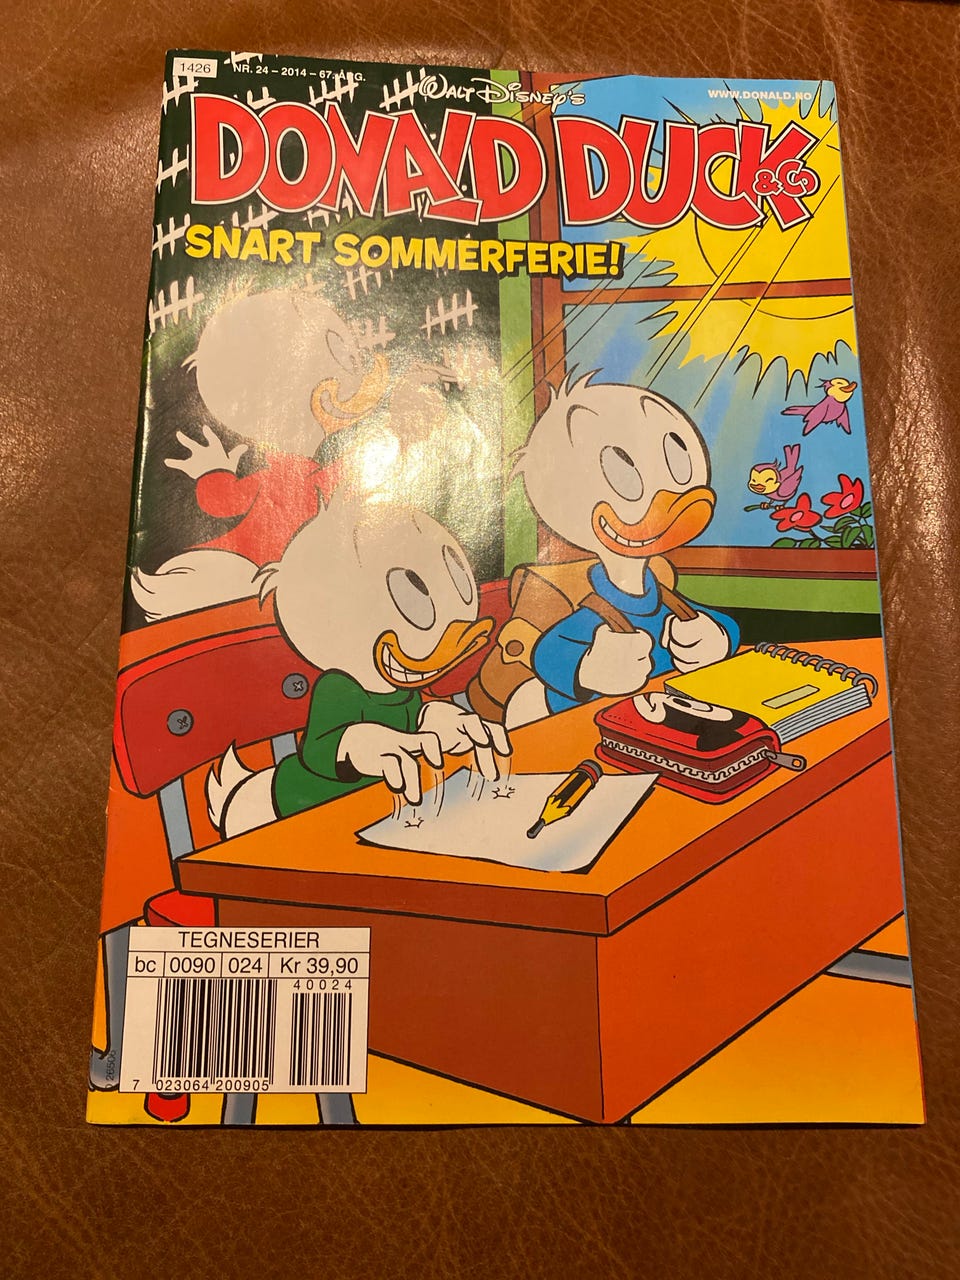 1426
NR. 24 – 2014 – 67. ÅRG.
WALT DISNEY'S
WWW.DONALD.NO
DONALD DUCK
&CO
SNART SOMMERFERIE!
TEGNESERIER
bc 0090 024 Kr 39,90
40024
7 023064 200905
26506